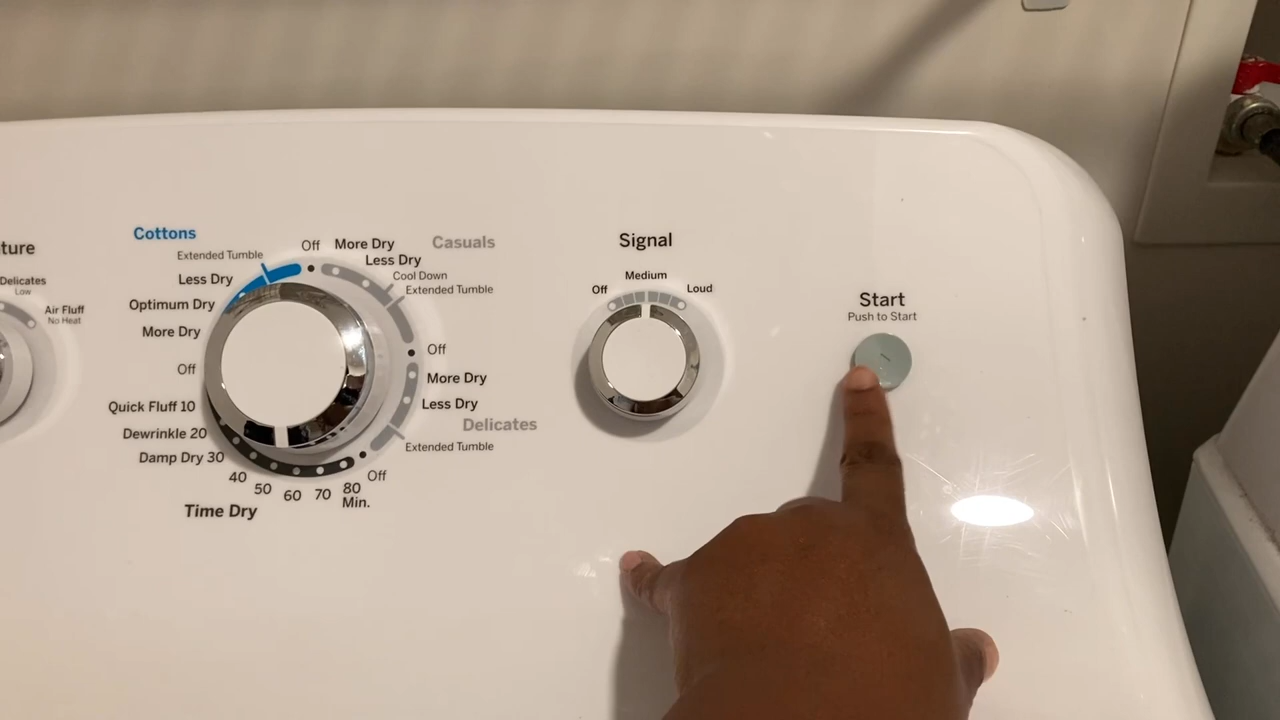 ture
Delicates
Low
Air Fluff
No Heat
Cottons
Extended Tumble
Less Dry
Optimum Dry
More Dry
Off
Quick Fluff 10
Dewrinkle 20
Damp Dry 30
40
50
60
70
80
Min.
Time Dry
Off
More Dry
Casuals
Less Dry
Cool Down
Extended Tumble
Off
More Dry
Less Dry
Delicates
Extended Tumble
Off
Signal
Medium
Off
Loud
Start
Push to Start